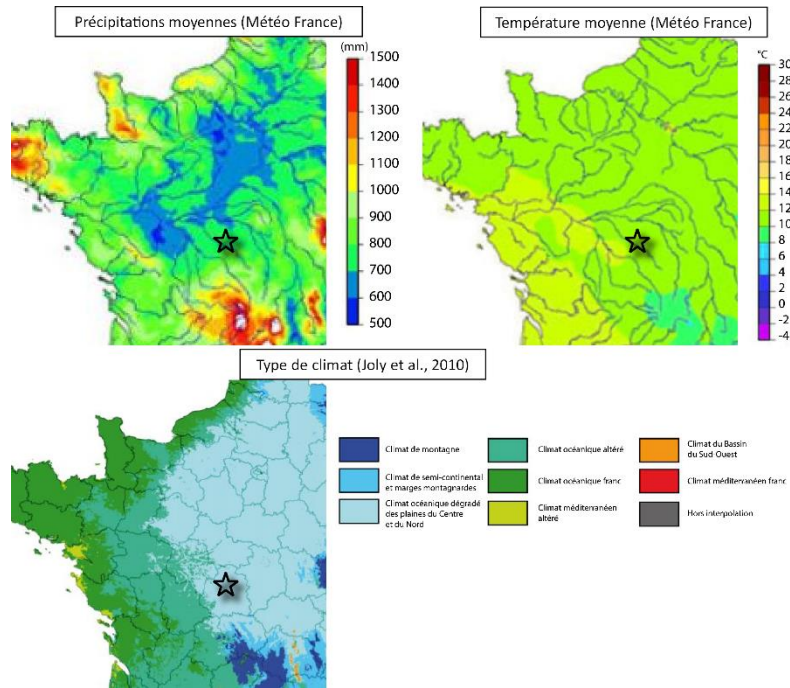 Précipitations moyennes (Météo France)
(mm)
1500
1400
1300
1200
1100
1000
900
800
700
600
500
Température moyenne (Météo France)
°C
30
28
26
24
22
20
18
16
14
12
10
8
6
4
2
0
-2
-4
Type de climat (Joly et al., 2010)
Climat de montagne
Climat de semi-continental
et marges montagnardes
Climat océanique dégradé
des plaines du Centre
et du Nord
Climat océanique altéré
Climat océanique franc
Climat méditerranéen
altéré
Climat du Bassin
du Sud-Ouest
Climat méditerranéen franc
Hors interpolation